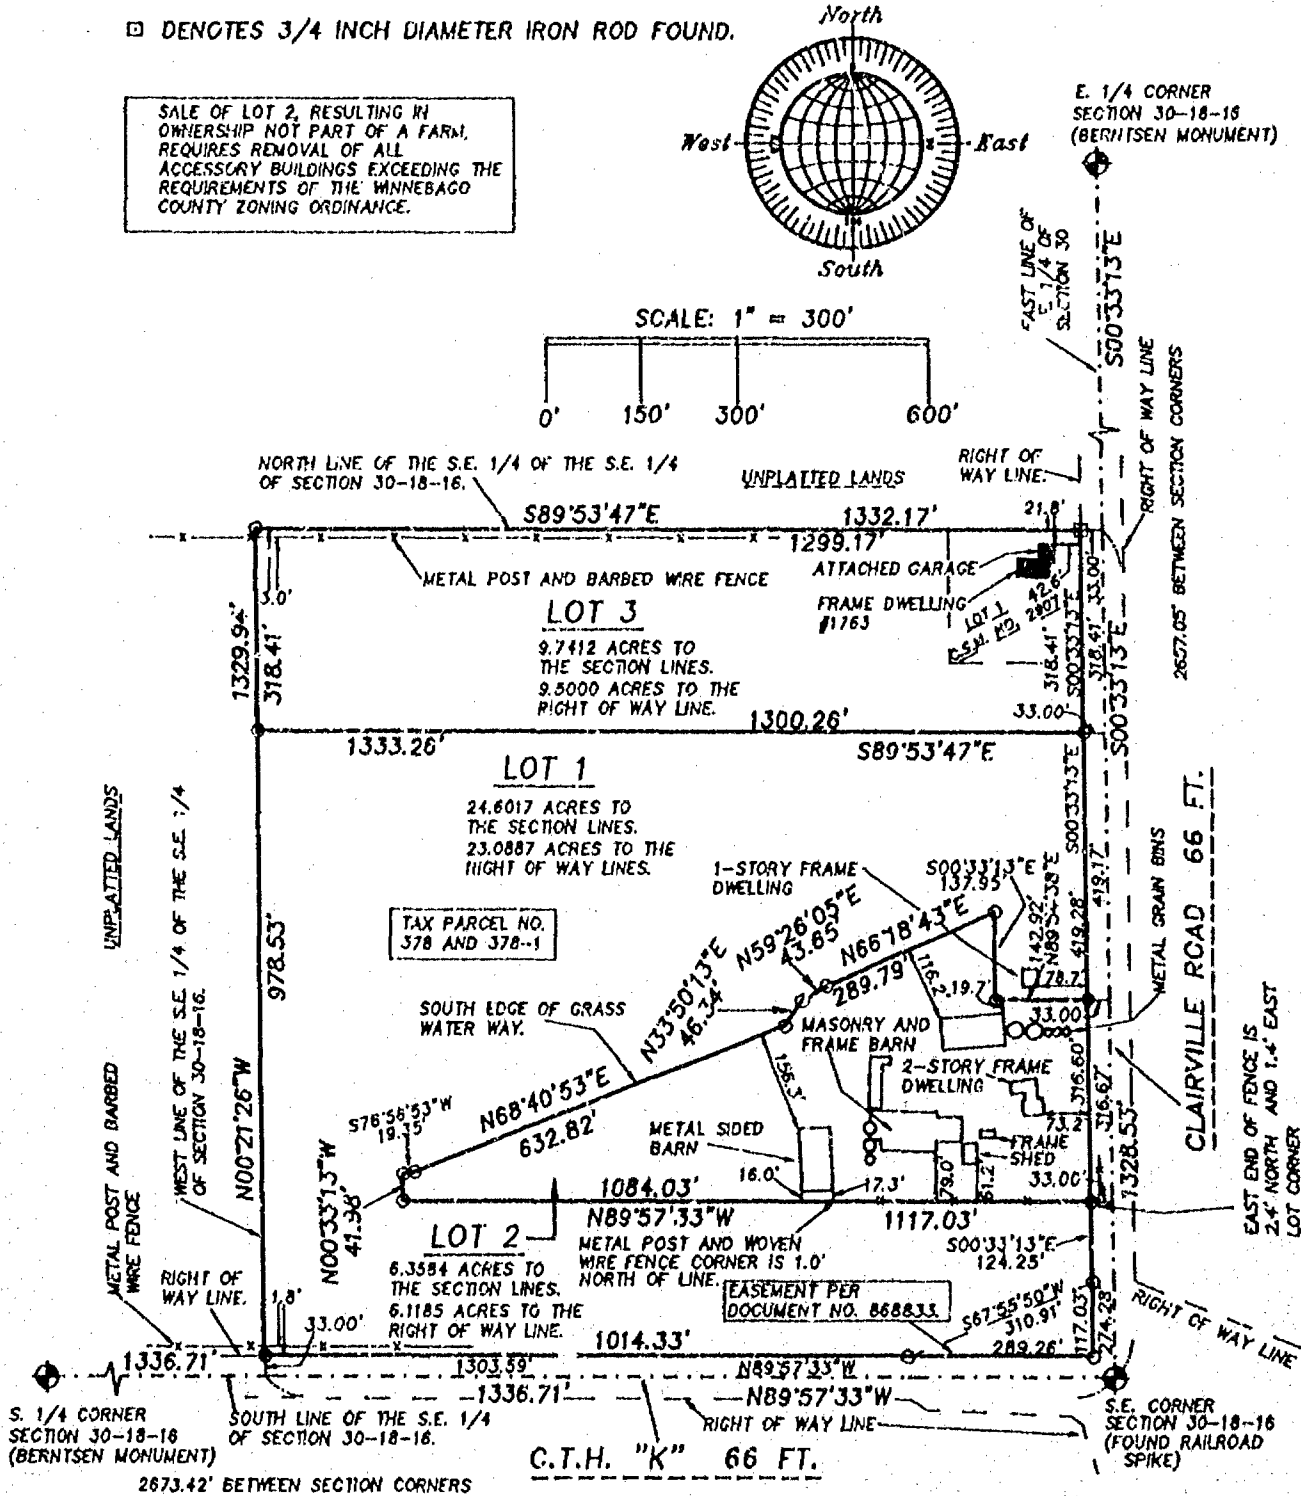 DENOTES 3/4 INCH DIAMETER IRON ROD FOUND.
North
West
East
South
SALE OF LOT 2, RESULTING IN
OWNERSHIP NOT PART OF A FARM,
REQUIRES REMOVAL OF ALL
ACCESSORY BUILDINGS EXCEEDING THE
REQUIREMENTS OF THE WINNEBAGO
COUNTY ZONING ORDINANCE.
E. 1/4 CORNER
SECTION 30-18-16
(BERNTSEN MONUMENT)
SCALE: 1" = 300'
0' 150' 300' 600'
EAST LINE OF
E. 1/4 OF
SECTION 30
S00°33'13"E
RIGHT OF WAY LINE
2657.05' BETWEEN SECTION CORNERS
NORTH LINE OF THE S.E. 1/4 OF THE S.E. 1/4
OF SECTION 30-18-16.
UNPLATTED LANDS
RIGHT OF
WAY LINE.
21.8'
S89°53'47"E
1332.17'
1299.17'
METAL POST AND BARBED WIRE FENCE
ATTACHED GARAGE
FRAME DWELLING
#1763
LOT 1
C.S.M. NO. 2907
42.6'
33.00'
3.0'
1329.94'
318.41'
LOT 3
9.7412 ACRES TO
THE SECTION LINES.
9.5000 ACRES TO THE
RIGHT OF WAY LINE.
318.41'
S00°33'13"E
318.41'
S00°33'13"E
33.00'
1300.26'
1333.26'
S89°53'47"E
LOT 1
24.6017 ACRES TO
THE SECTION LINES.
23.0887 ACRES TO THE
RIGHT OF WAY LINES.
TAX PARCEL NO.
378 AND 378-1
UNPLATTED LANDS
WEST LINE OF THE S.E. 1/4 OF THE S.E. 1/4
OF SECTION 30-18-16.
978.53'
N00°21'26"W
METAL POST AND BARBED
WIRE FENCE
1-STORY FRAME
DWELLING
S00°33'13"E
137.95'
142.92'
N89°54'38"E
S00°33'13"E
419.28'
419.17'
METAL GRAIN BINS
CLAIRVILLE ROAD 66 FT.
N66°18'43"E
289.79'
N59°26'05"E
43.65'
N33°50'13"E
46.34'
116.2'
19.7'
78.7'
33.00'
SOUTH EDGE OF GRASS
WATER WAY.
MASONRY AND
FRAME BARN
2-STORY FRAME
DWELLING
N68°40'53"E
632.82'
S76°56'53"W
19.15'
156.3'
METAL SIDED
BARN
16.0'
17.3'
79.0'
61.2'
FRAME
SHED
73.2'
33.00'
316.60'
316.67'
1328.53'
EAST END OF FENCE IS
2.4' NORTH AND 1.4' EAST
LOT CORNER
N00°33'13"W
41.98'
1084.03'
N89°57'33"W
1117.03'
LOT 2
6.3584 ACRES TO
THE SECTION LINES.
6.1185 ACRES TO THE
RIGHT OF WAY LINE.
METAL POST AND WOVEN
WIRE FENCE CORNER IS 1.0'
NORTH OF LINE.
S00°33'13"E
124.25'
EASEMENT PER
DOCUMENT NO. 868833.
S67°55'50"W
310.91'
117.03'
274.28'
RIGHT OF WAY LINE
RIGHT OF
WAY LINE.
1.8'
33.00'
1336.71'
1014.33'
1303.59'
N89°57'33"W
289.26'
1336.71'
N89°57'33"W
RIGHT OF WAY LINE
S. 1/4 CORNER
SECTION 30-18-16
(BERNTSEN MONUMENT)
SOUTH LINE OF THE S.E. 1/4
OF SECTION 30-18-16.
C.T.H. "K" 66 FT.
S.E. CORNER
SECTION 30-18-16
(FOUND RAILROAD
SPIKE)
2673.42' BETWEEN SECTION CORNERS